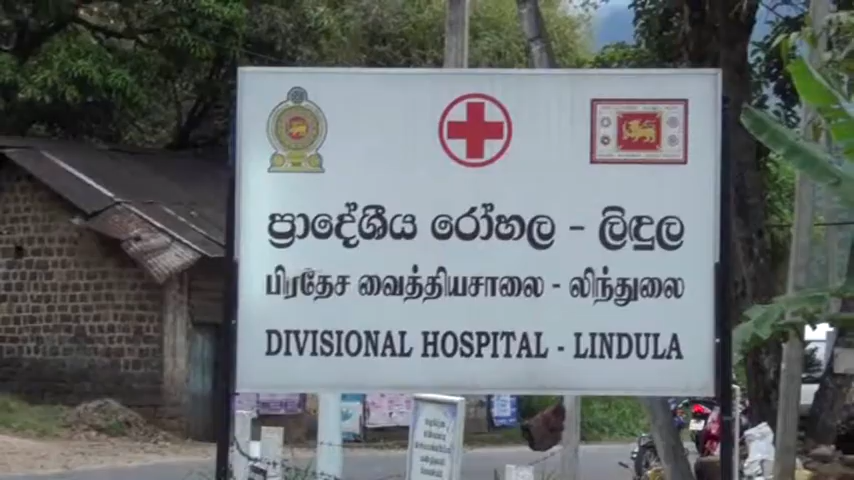 ප්‍රාදේශීය රෝහල - ලිඳුල
பிரதேச வைத்தியசாலை - லிந்துலை
DIVISIONAL HOSPITAL - LINDULA